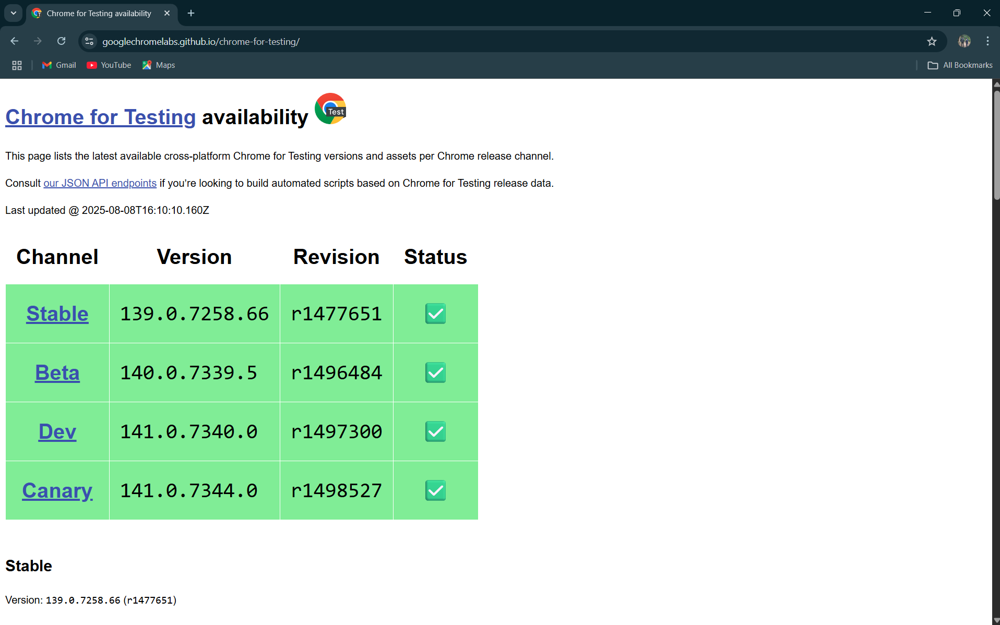 Chrome for Testing availability
googlechromelabs.github.io/chrome-for-testing/
Gmail YouTube Maps All Bookmarks
Chrome for Testing availability
Test
This page lists the latest available cross-platform Chrome for Testing versions and assets per Chrome release channel.
Consult our JSON API endpoints if you’re looking to build automated scripts based on Chrome for Testing release data.
Last updated @ 2025-08-08T16:10:10.160Z
Channel Version Revision Status
Stable 139.0.7258.66 r1477651 ✅
Beta 140.0.7339.5 r1496484 ✅
Dev 141.0.7340.0 r1497300 ✅
Canary 141.0.7344.0 r1498527 ✅
Stable
Version: 139.0.7258.66 (r1477651)